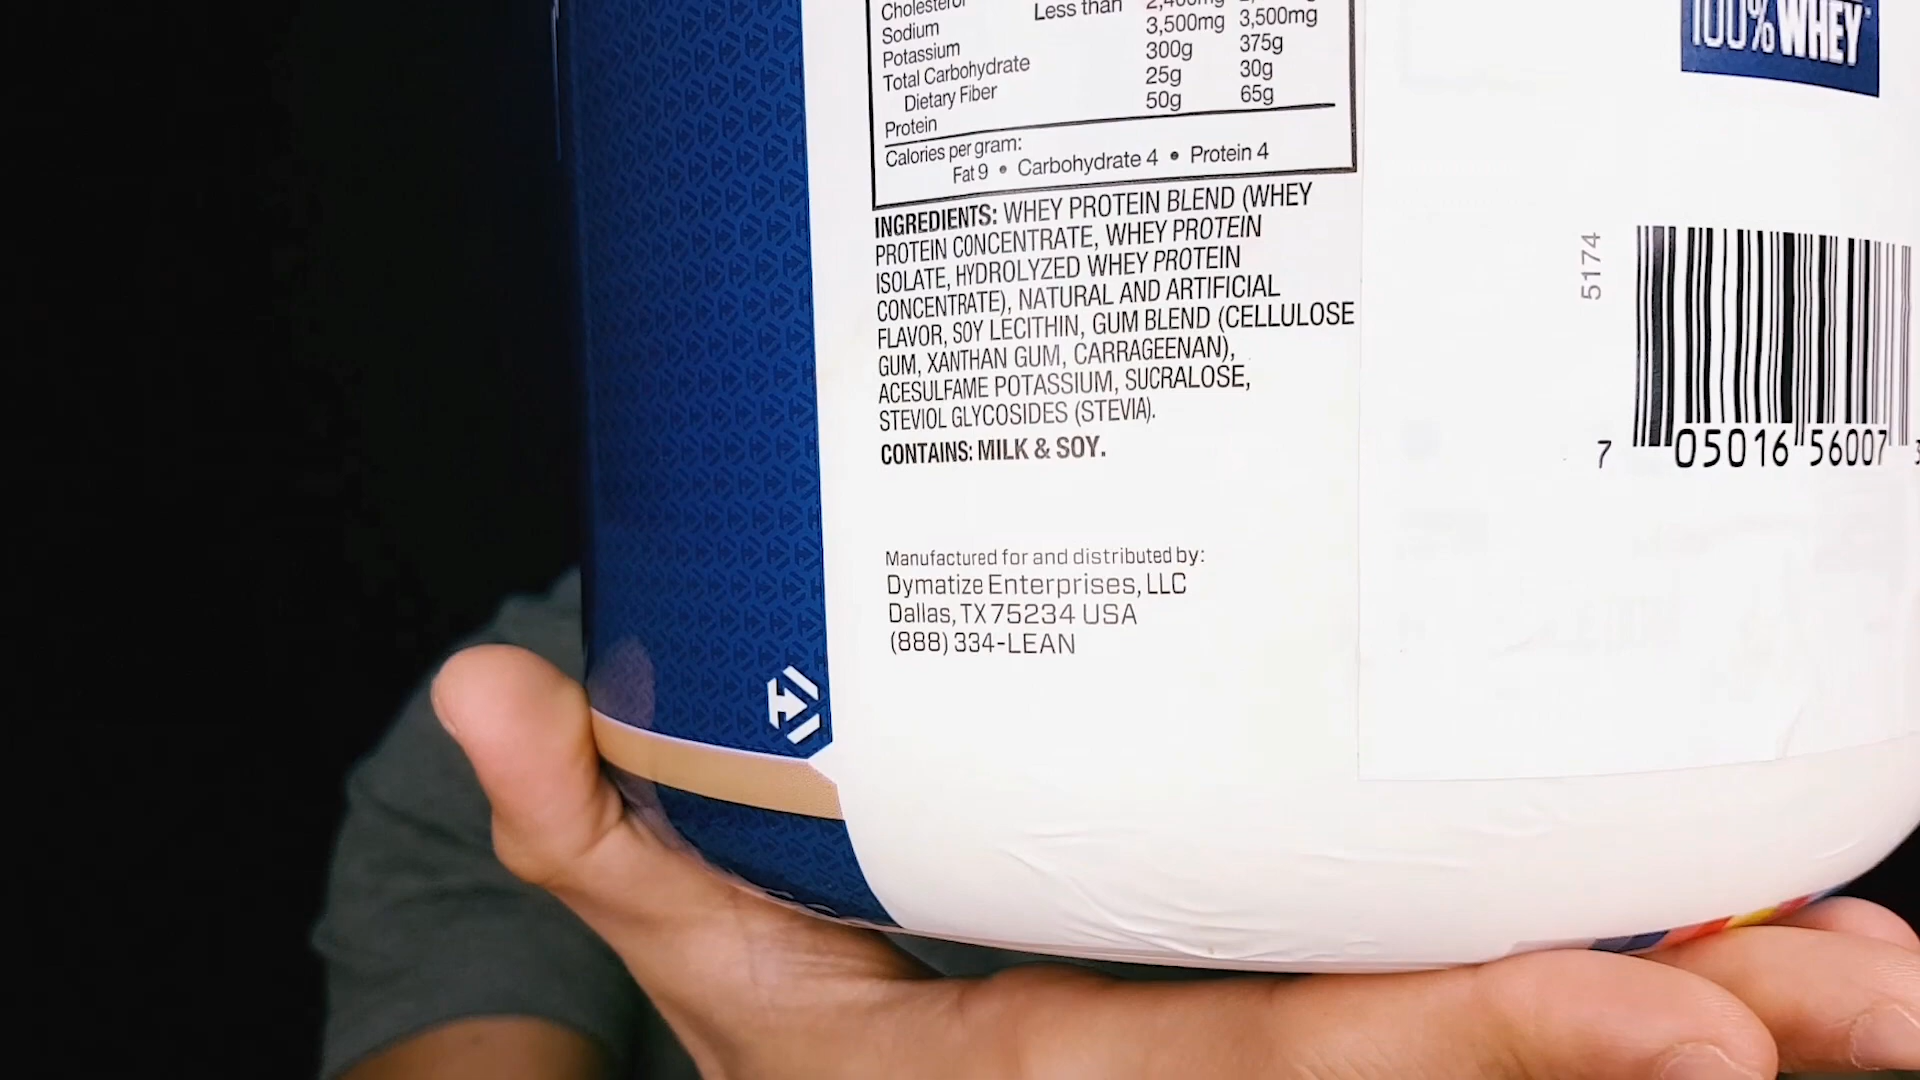 Cholesterol
Sodium Less than 2,400mg
Potassium 3,500mg 3,500mg
Total Carbohydrate 300g 375g
Dietary Fiber 25g 30g
Protein 50g 65g
Calories per gram:
Fat 9 • Carbohydrate 4 • Protein 4
INGREDIENTS: WHEY PROTEIN BLEND (WHEY
PROTEIN CONCENTRATE, WHEY PROTEIN
ISOLATE, HYDROLYZED WHEY PROTEIN
CONCENTRATE), NATURAL AND ARTIFICIAL
FLAVOR, SOY LECITHIN, GUM BLEND (CELLULOSE
GUM, XANTHAN GUM, CARRAGEENAN),
ACESULFAME POTASSIUM, SUCRALOSE,
STEVIOL GLYCOSIDES (STEVIA).
CONTAINS: MILK & SOY.
Manufactured for and distributed by:
Dymatize Enterprises, LLC
Dallas, TX 75234 USA
(888) 334-LEAN
100% WHEY
5174
7 05016 56007 3